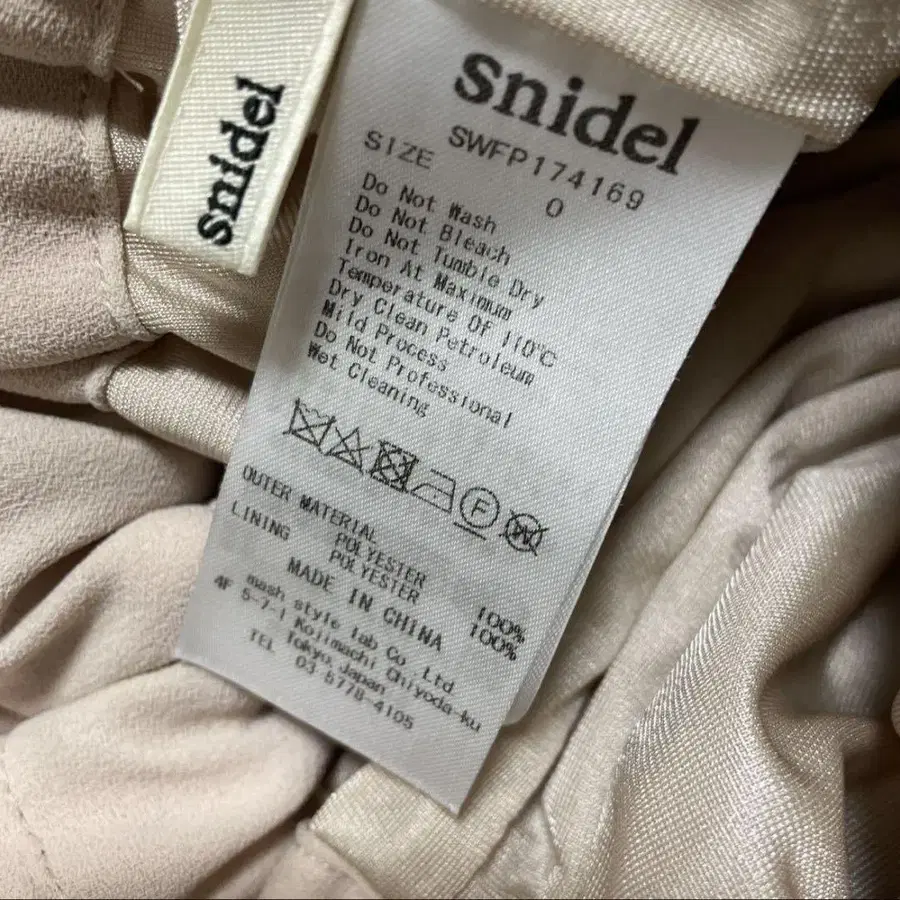 snidel
snidel
SWFP174169
SIZE 0
Do Not Wash
Do Not Bleach
Do Not Tumble Dry
Iron At Maximum
Temperature Of 110℃
Dry Clean Petroleum
Mild Process
Do Not Professional
Wet Cleaning
F W
OUTER MATERIAL
POLYESTER 100%
LINING POLYESTER 100%
MADE IN CHINA
mash style lab Co. Ltd
4F 5-7-1 Kojimachi Chiyoda-ku
Tokyo, Japan
TEL 03-5778-4105